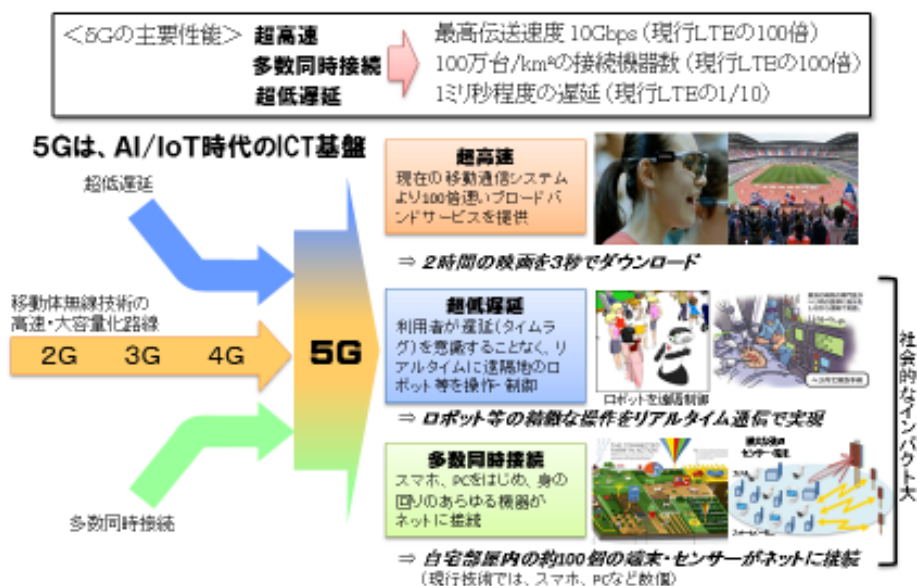 <5Gの主要性能>
超高速
最高伝送速度 10Gbps (現行LTEの100倍)
多数同時接続
100万台/km²の接続機器数 (現行LTEの100倍)
超低遅延
1ミリ秒程度の遅延 (現行LTEの1/10)
5Gは、AI/IoT時代のICT基盤
超低遅延
移動体無線技術の
高速・大容量化路線
2G 3G 4G
5G
多数同時接続
超高速
現在の移動通信システム
より100倍速いブロードバ
ンドサービスを提供
⇒ 2時間の映画を3秒でダウンロード
超低遅延
利用者が遅延(タイムラ
グ)を意識することなく、リ
アルタイムに遠隔地のロ
ボット等を操作・制御
ロボットを遠隔制御
⇒ ロボット等の精緻な操作をリアルタイム通信で実現
多数同時接続
スマホ、PCをはじめ、身の
回りのあらゆる機器が
ネットに接続
⇒ 自宅部屋内の約100個の端末・センサーがネットに接続
(現行技術では、スマホ、PCなど数個)
社会的なインパクト大